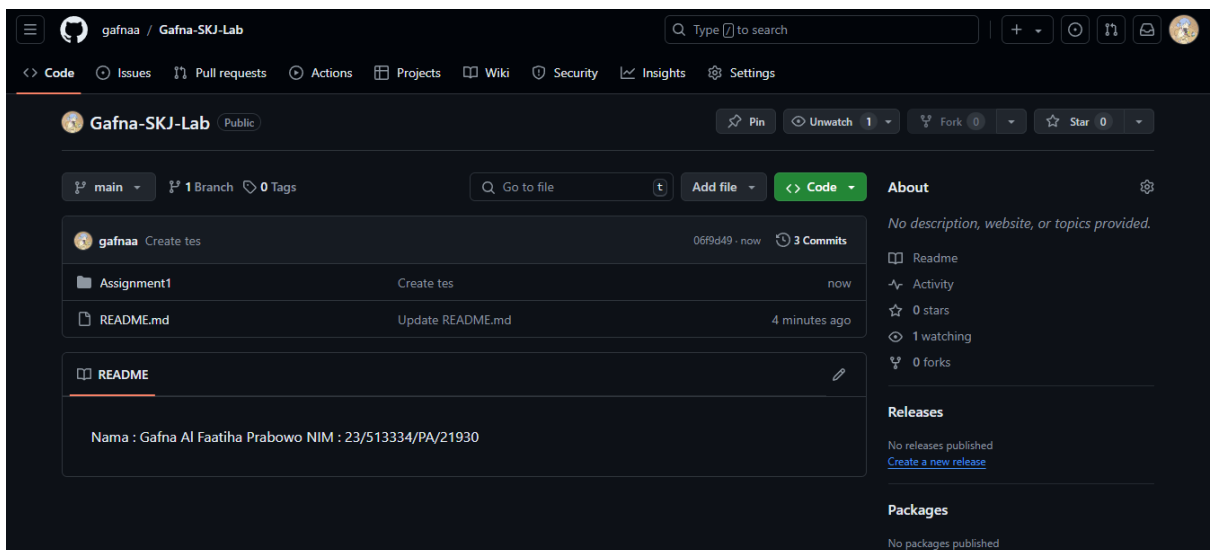 gafnaa / Gafna-SKJ-Lab
Type / to search
Code Issues Pull requests Actions Projects Wiki Security Insights Settings
Gafna-SKJ-Lab Public
Pin Unwatch 1 Fork 0 Star 0
main 1 Branch 0 Tags
Go to file t Add file <> Code
gafnaa Create tes 06f9d49 · now 3 Commits
Assignment1 Create tes now
README.md Update README.md 4 minutes ago
README
Nama : Gafna Al Faatiha Prabowo NIM : 23/513334/PA/21930
About
No description, website, or topics provided.
Readme
Activity
0 stars
1 watching
0 forks
Releases
No releases published
Create a new release
Packages
No packages published